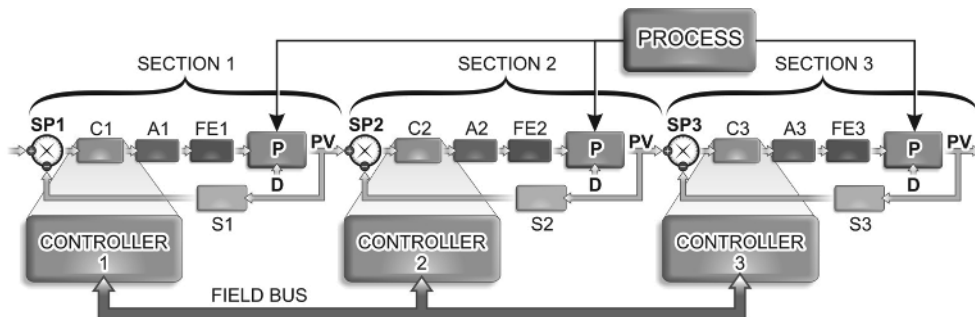 PROCESS
SECTION 1
SECTION 2
SECTION 3
SP1
C1
A1
FE1
P
PV
SP2
C2
A2
FE2
P
PV
SP3
C3
A3
FE3
P
PV
D
D
D
S1
S2
S3
CONTROLLER
1
CONTROLLER
2
CONTROLLER
3
FIELD BUS